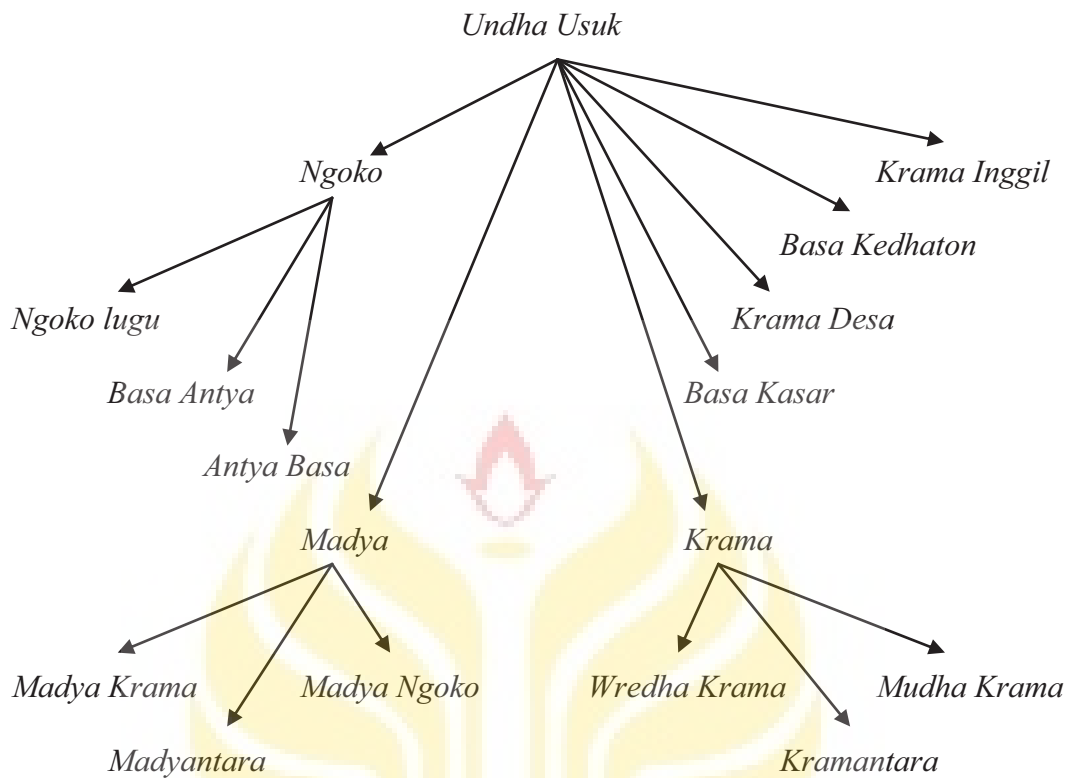 Undha Usuk
Ngoko
Krama Inggil
Basa Kedhaton
Ngoko lugu
Krama Desa
Basa Antya
Basa Kasar
Antya Basa
Madya
Krama
Madya Krama
Madya Ngoko
Wredha Krama
Mudha Krama
Madyantara
Kramantara